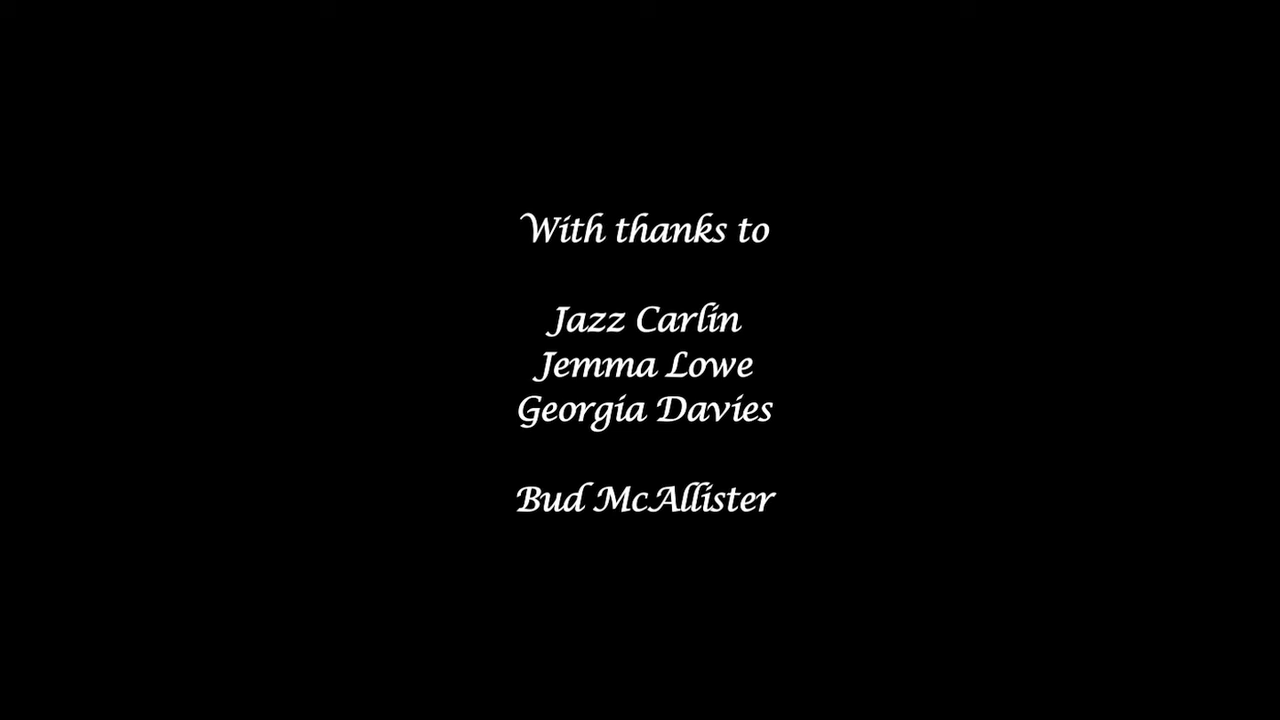 With thanks to
Jazz Carlin
Jemma Lowe
Georgia Davies
Bud McAllister